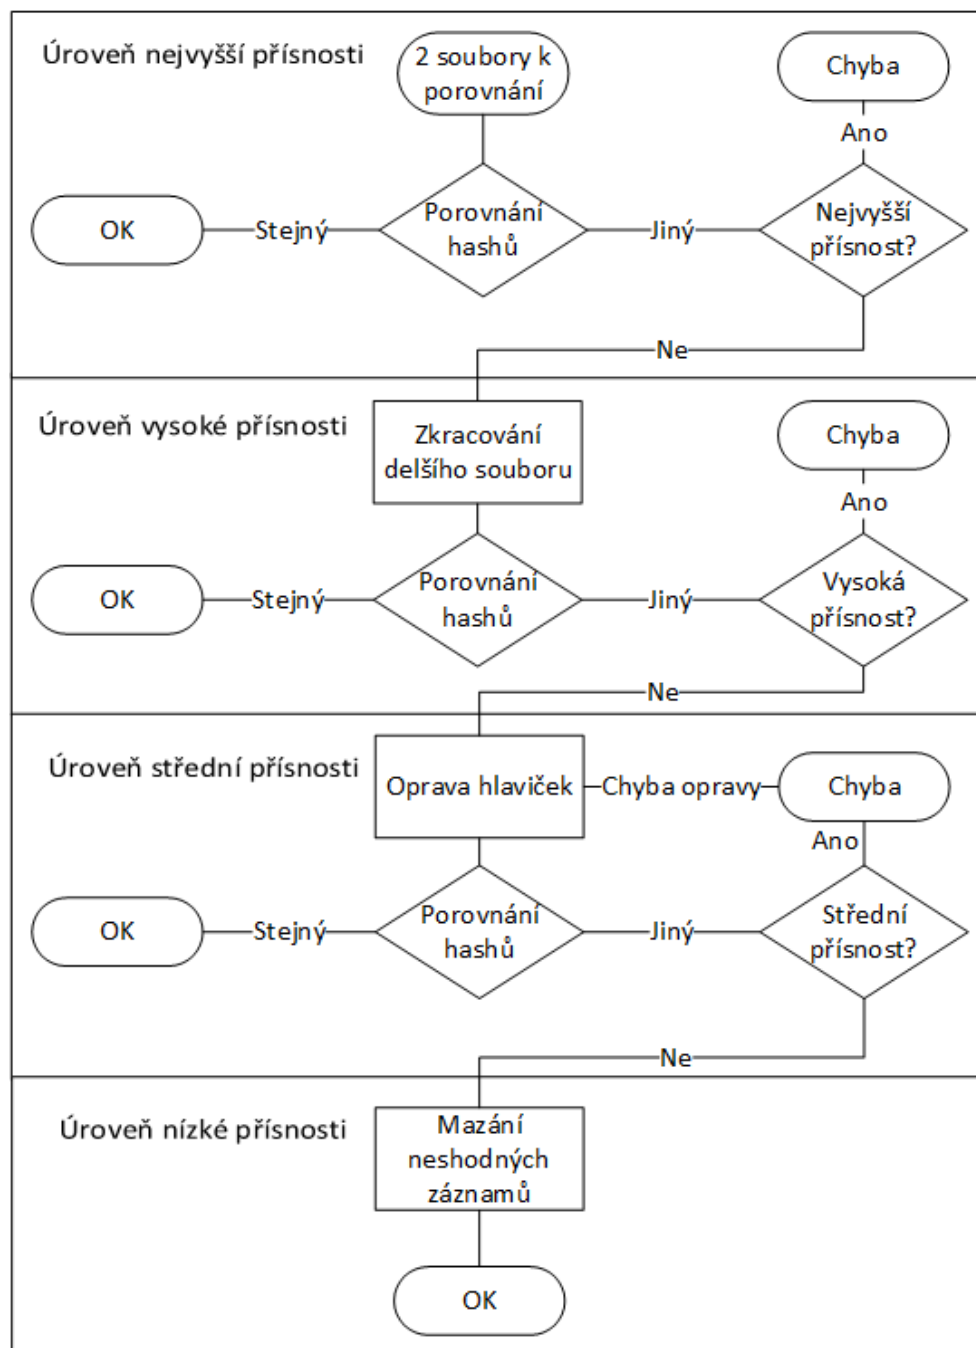 Úroveň nejvyšší přísnosti
2 soubory k
porovnání
Chyba
Ano
OK
Stejný
Porovnání
hashů
Jiný
Nejvyšší
přísnost?
Ne
Úroveň vysoké přísnosti
Zkracování
delšího souboru
Chyba
Ano
OK
Stejný
Porovnání
hashů
Jiný
Vysoká
přísnost?
Ne
Úroveň střední přísnosti
Oprava hlaviček
Chyba opravy
Chyba
Ano
OK
Stejný
Porovnání
hashů
Jiný
Střední
přísnost?
Ne
Úroveň nízké přísnosti
Mazání
neshodných
záznamů
OK